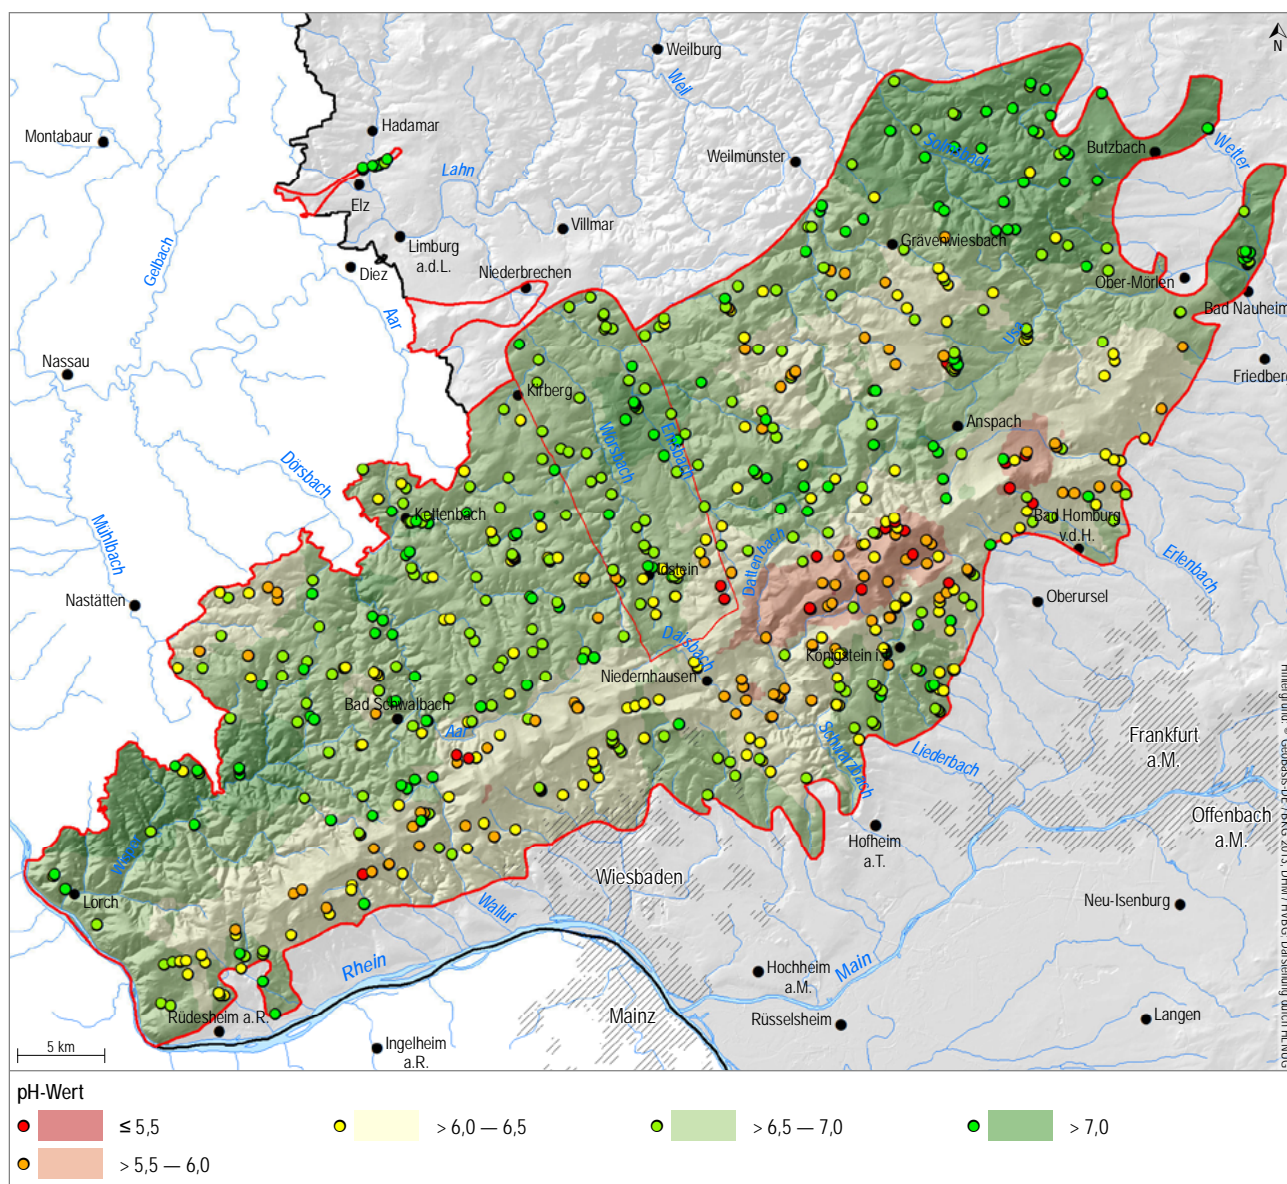 N
Weilburg
Weil
Montabaur
Hadamar
Weilmünster
Solmsbach
Butzbach
Wetter
Lahn
Elz
Villmar
Limburg
a.d.L.
Grävenwiesbach
Gelbach
Diez
Niederbrechen
Ober-Mörlen
Bad Nauheim
Aar
Usa
Nassau
Friedberg
Kirberg
Anspach
Wörsbach
Emsbach
Dörsbach
Kettenbach
Bad Homburg
v.d.H.
Mühlbach
Dattenbach
Erlenbach
Idstein
Nastätten
Oberursel
Daisbach
Königstein i.
Niedernhausen
Bad Schwalbach
Aar
Schwarzbach
Liederbach
Frankfurt
a.M.
Offenbach
a.M.
Hofheim
a.T.
Wisper
Wiesbaden
Lorch
Walluf
Neu-Isenburg
Rhein
Main
Hochheim
a.M.
Mainz
Rüsselsheim
Langen
Rüdesheim a.R.
Ingelheim
a.R.
5 km
pH-Wert
≤ 5,5
> 6,0 — 6,5
> 6,5 — 7,0
> 7,0
> 5,5 — 6,0